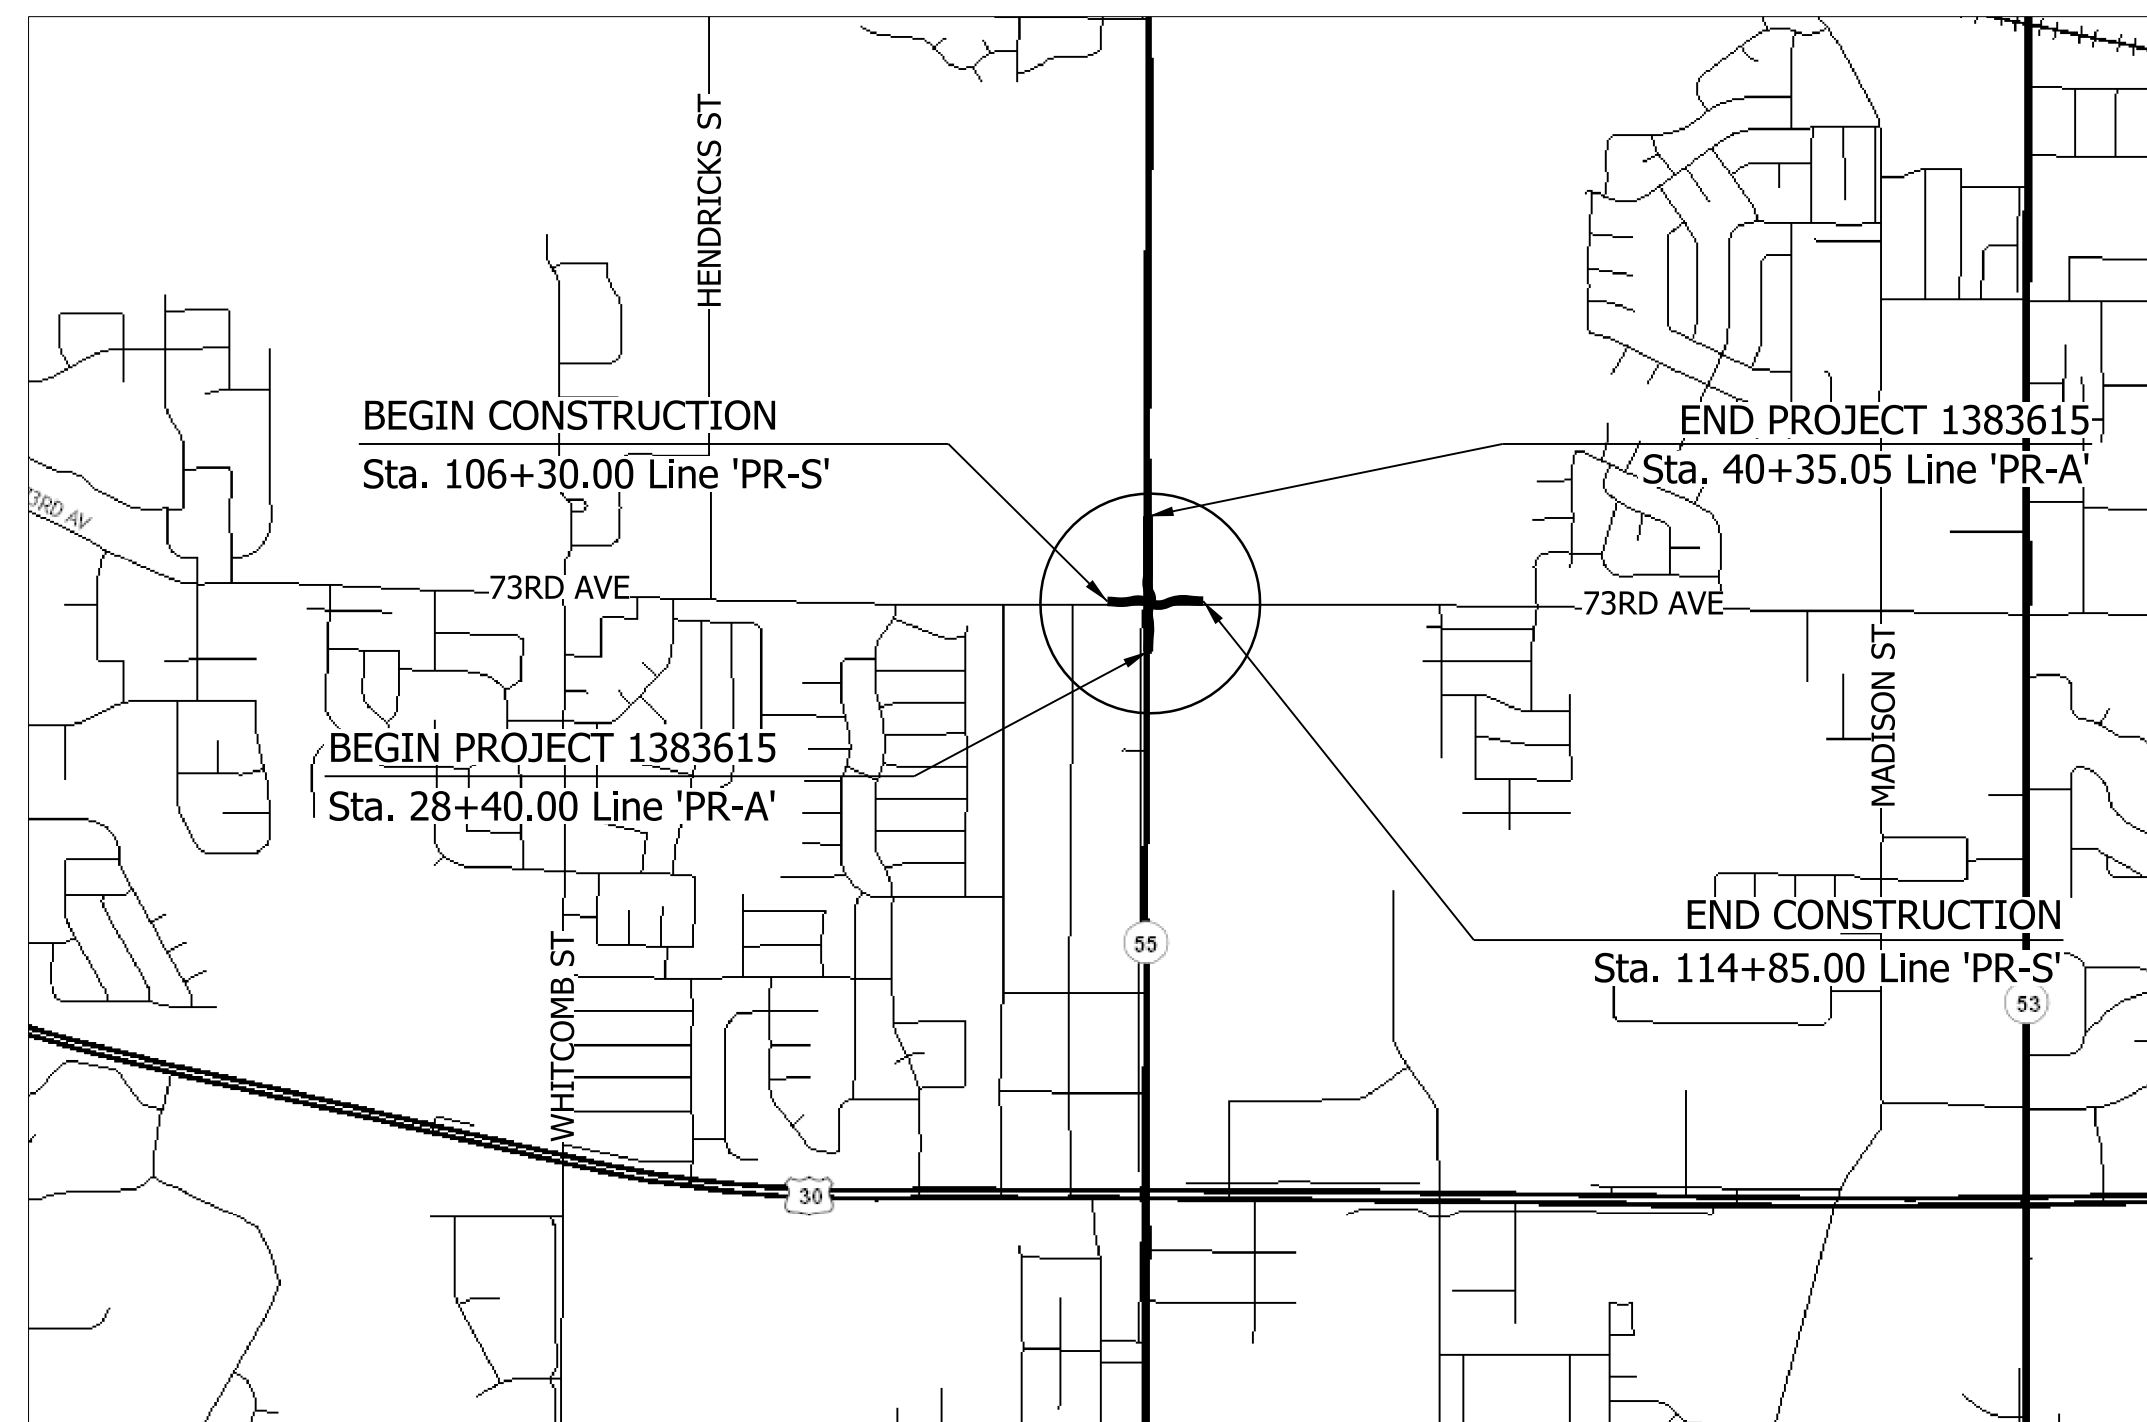 HENDRICKS ST
BEGIN CONSTRUCTION
Sta. 106+30.00 Line 'PR-S'
END PROJECT 1383615
Sta. 40+35.05 Line 'PR-A'
3RD AV
73RD AVE
73RD AVE
MADISON ST
BEGIN PROJECT 1383615
Sta. 28+40.00 Line 'PR-A'
55
END CONSTRUCTION
Sta. 114+85.00 Line 'PR-S'
53
WHITCOMB ST
30